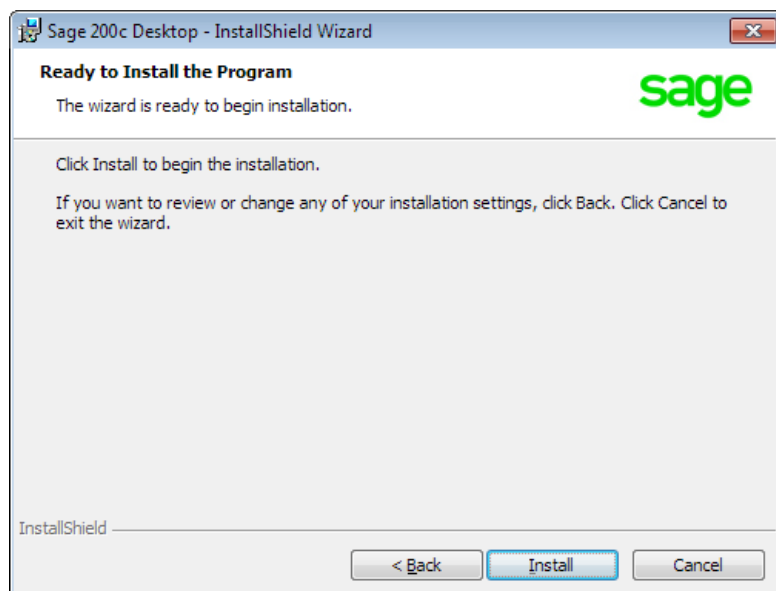 Sage 200c Desktop - InstallShield Wizard
Ready to Install the Program
The wizard is ready to begin installation.
sage
Click Install to begin the installation.
If you want to review or change any of your installation settings, click Back. Click Cancel to
exit the wizard.
InstallShield
< Back
Install
Cancel